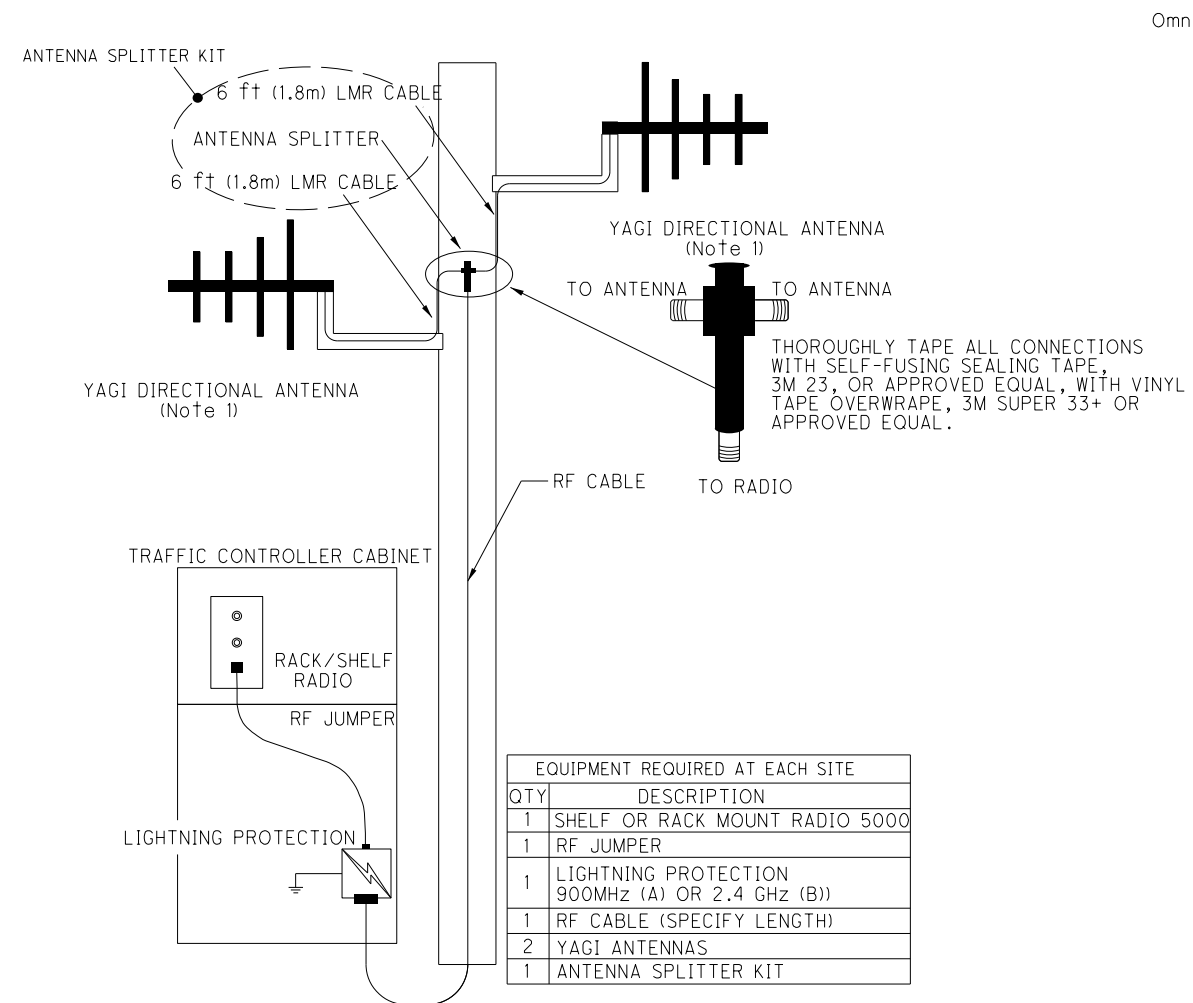 Omn
ANTENNA SPLITTER KIT
6 ft (1.8m) LMR CABLE
ANTENNA SPLITTER
6 ft (1.8m) LMR CABLE
YAGI DIRECTIONAL ANTENNA
(Note 1)
TO ANTENNA
TO ANTENNA
THOROUGHLY TAPE ALL CONNECTIONS
WITH SELF-FUSING SEALING TAPE,
3M 23, OR APPROVED EQUAL, WITH VINYL
TAPE OVERWRAPE, 3M SUPER 33+ OR
APPROVED EQUAL.
YAGI DIRECTIONAL ANTENNA
(Note 1)
RF CABLE
TO RADIO
TRAFFIC CONTROLLER CABINET
RACK/SHELF
RADIO
RF JUMPER
LIGHTNING PROTECTION
EQUIPMENT REQUIRED AT EACH SITE
QTY DESCRIPTION
1 SHELF OR RACK MOUNT RADIO 5000
1 RF JUMPER
1 LIGHTNING PROTECTION
900MHz (A) OR 2.4 GHz (B))
1 RF CABLE (SPECIFY LENGTH)
2 YAGI ANTENNAS
1 ANTENNA SPLITTER KIT